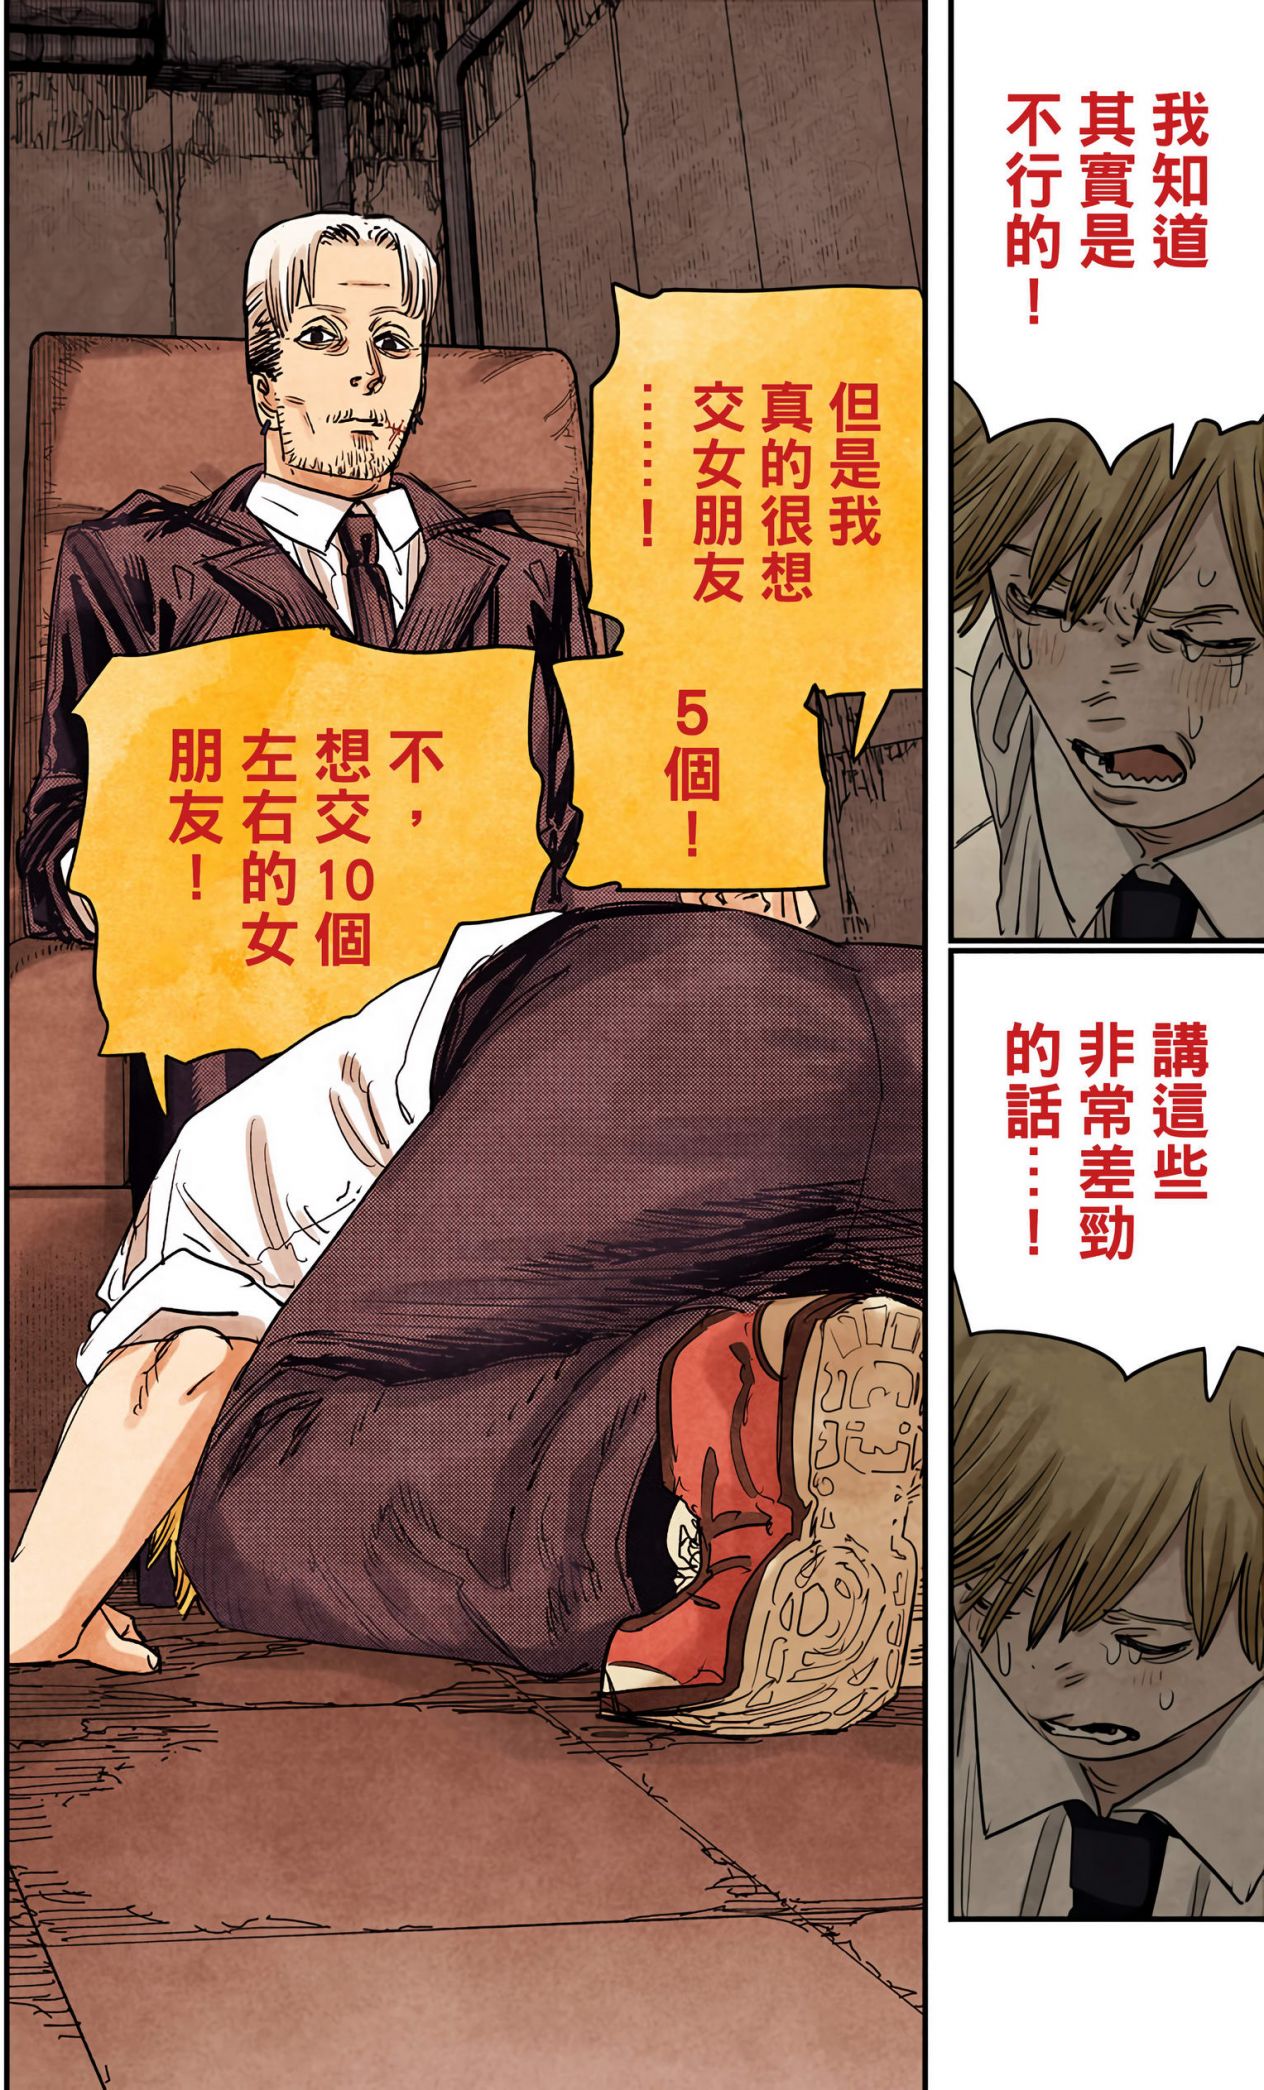 我知道
其實是
不行的！
講這些
非常差勁
的話……！
但是我
真的很想
交女朋友
………！
5個！
不，
想交10個
左右的女
朋友！